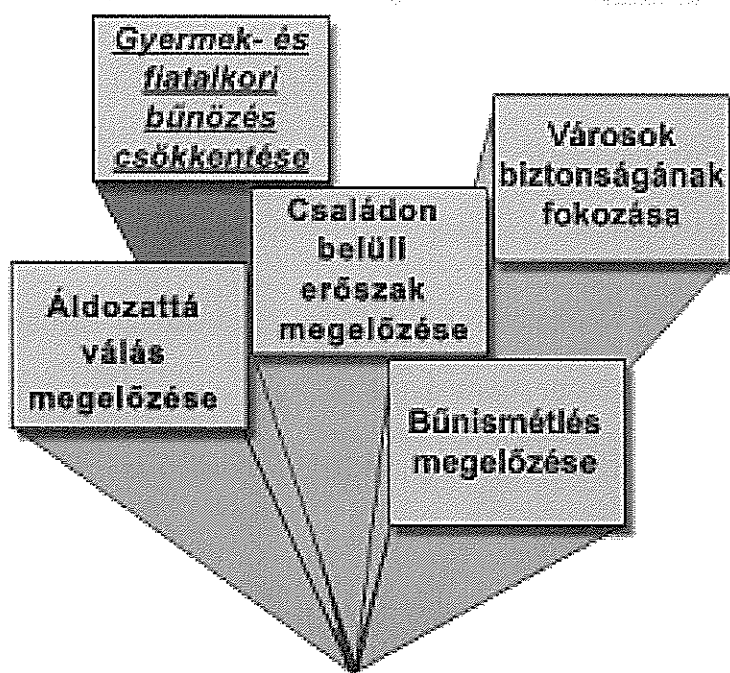 Gyermek- és
fiatalkori
bűnözés
csökkentése
Városok
biztonságának
fokozása
Családon
belüli
erőszak
megelőzése
Áldozattá
válás
megelőzése
Bűnismétlés
megelőzése